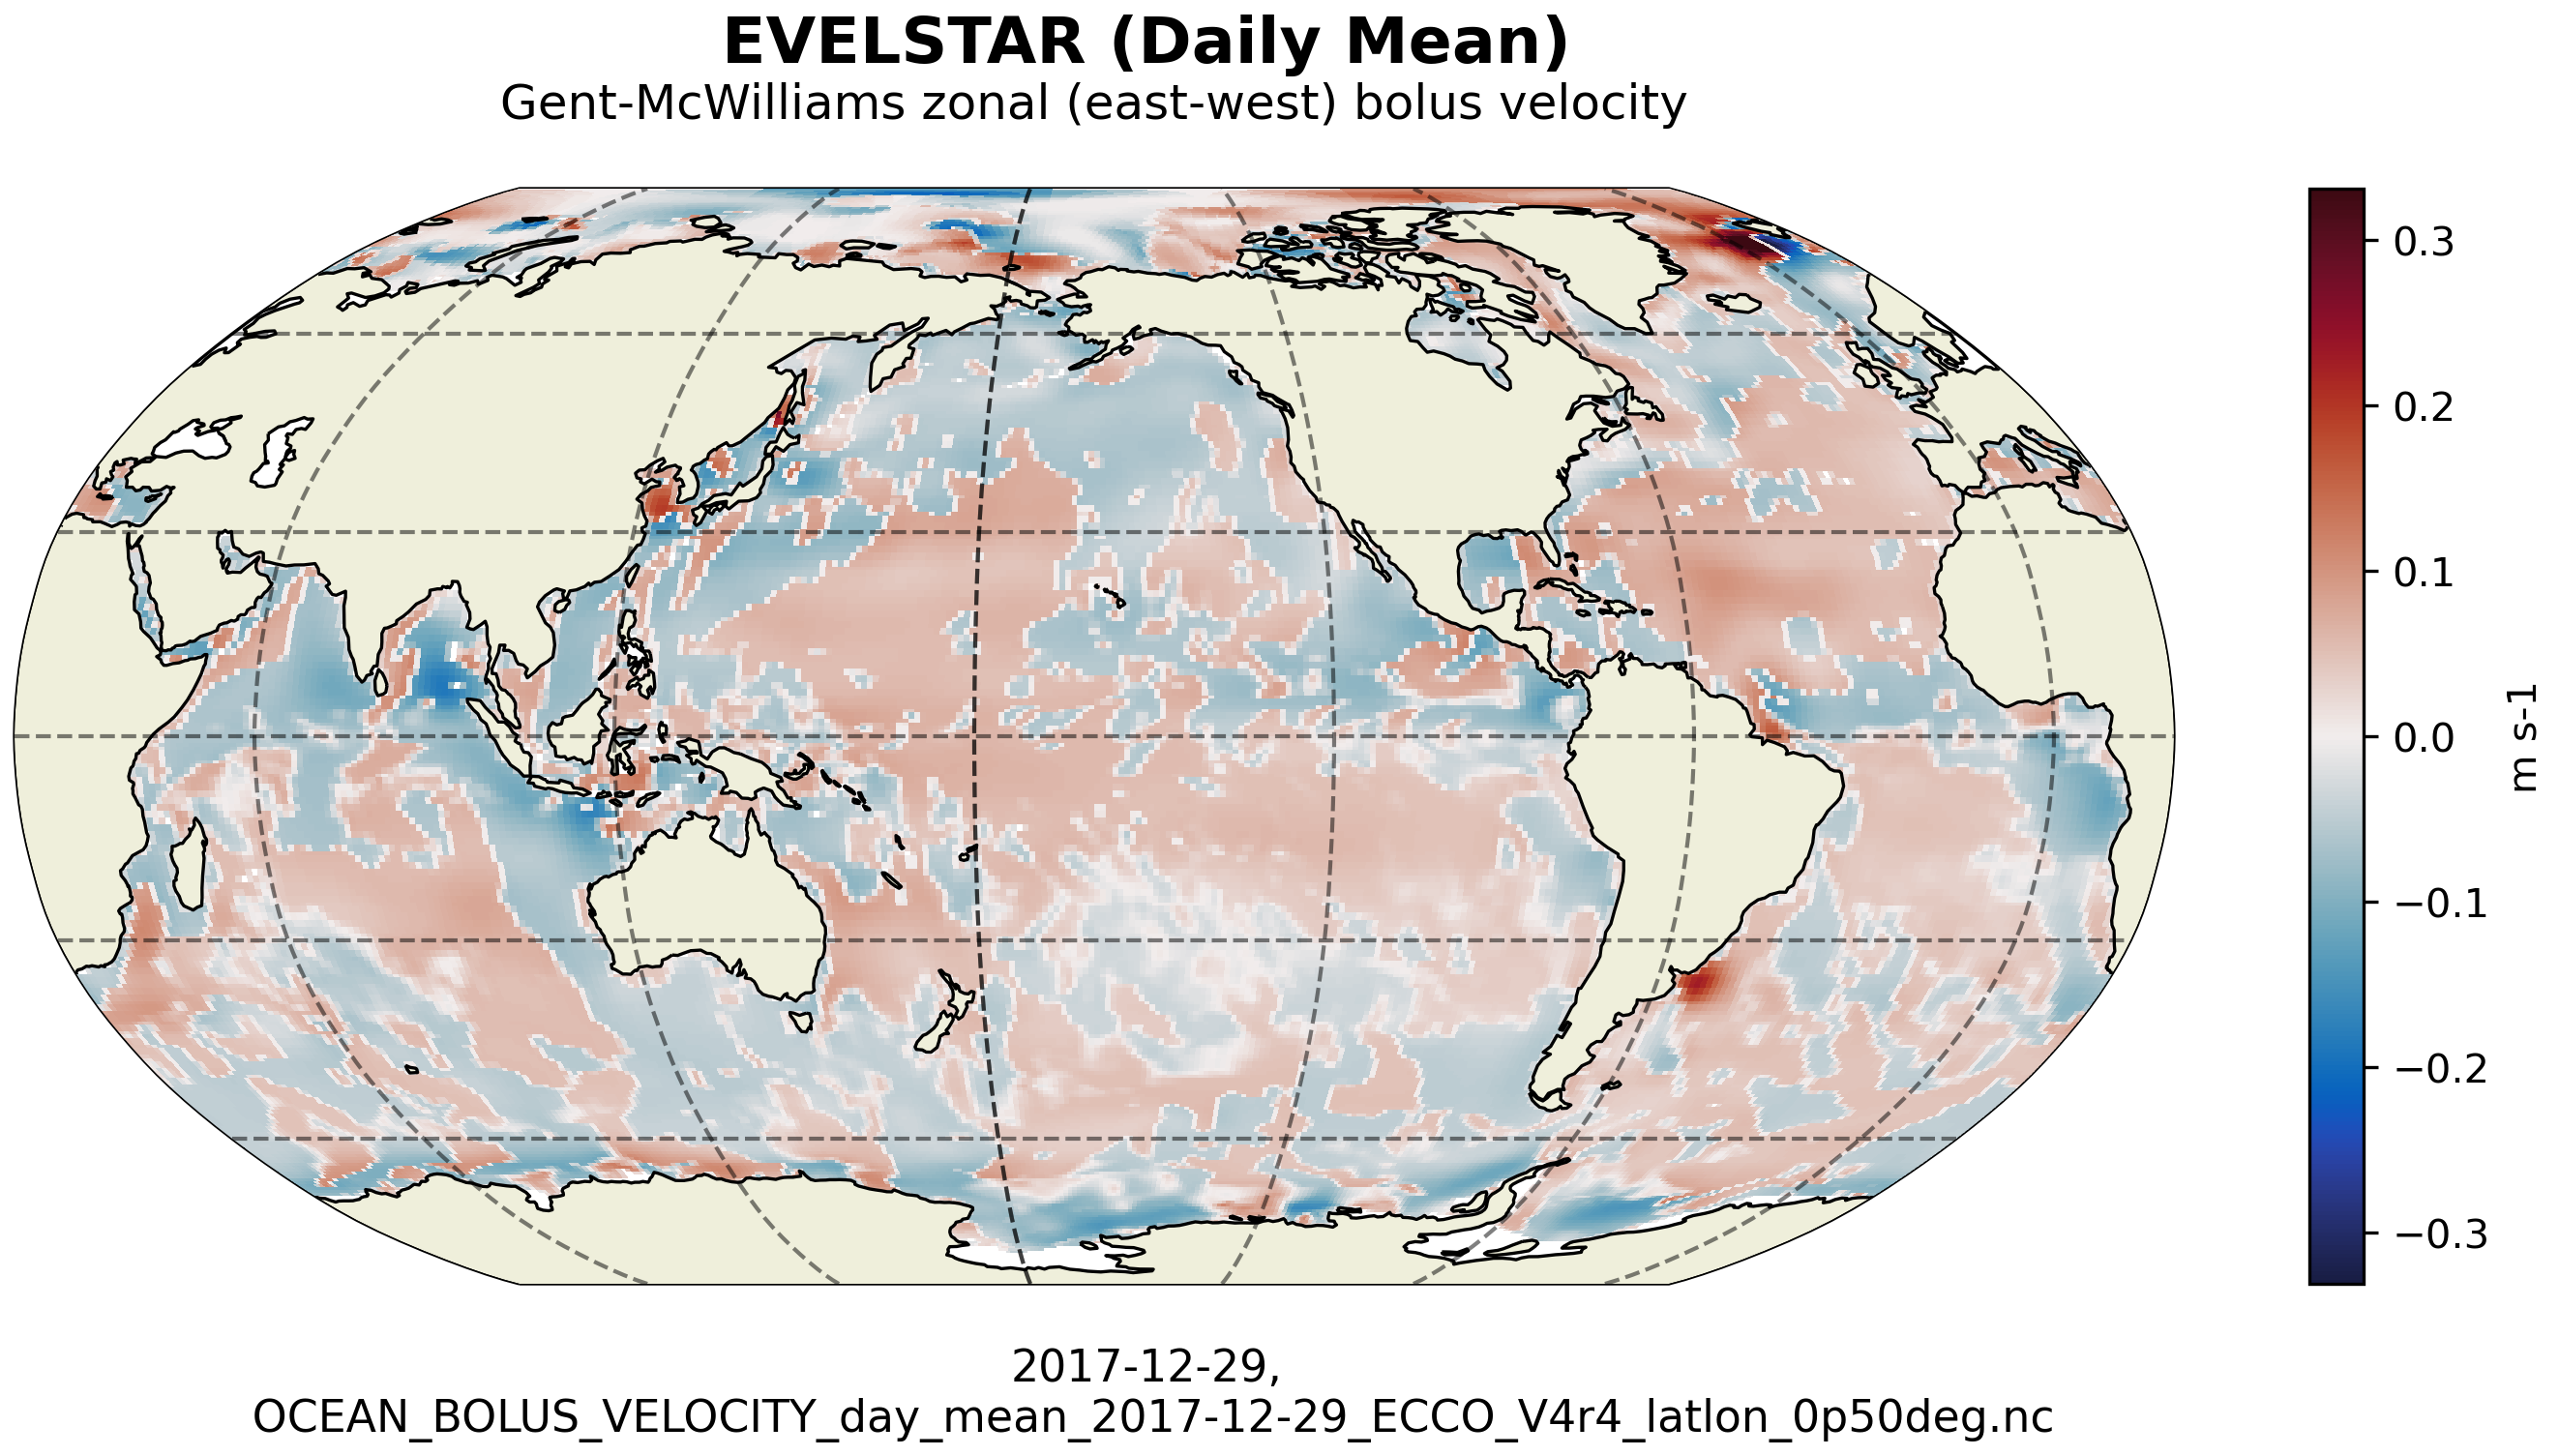 EVELSTAR (Daily Mean)
Gent-McWilliams zonal (east-west) bolus velocity
0.3
0.2
0.1
0.0
−0.1
−0.2
−0.3
m s-1
2017-12-29,
OCEAN_BOLUS_VELOCITY_day_mean_2017-12-29_ECCO_V4r4_latlon_0p50deg.nc